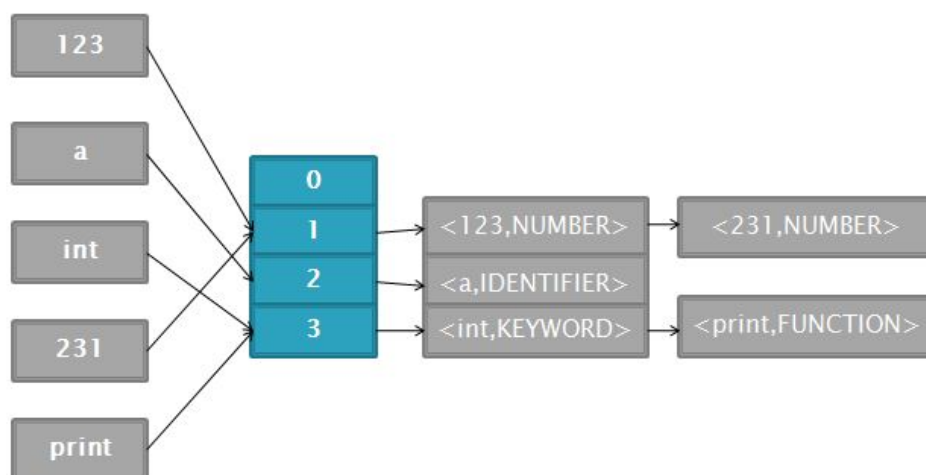 123
a
int
231
print
0
1
2
3
<123,NUMBER>
<231,NUMBER>
<a,IDENTIFIER>
<int,KEYWORD>
<print,FUNCTION>